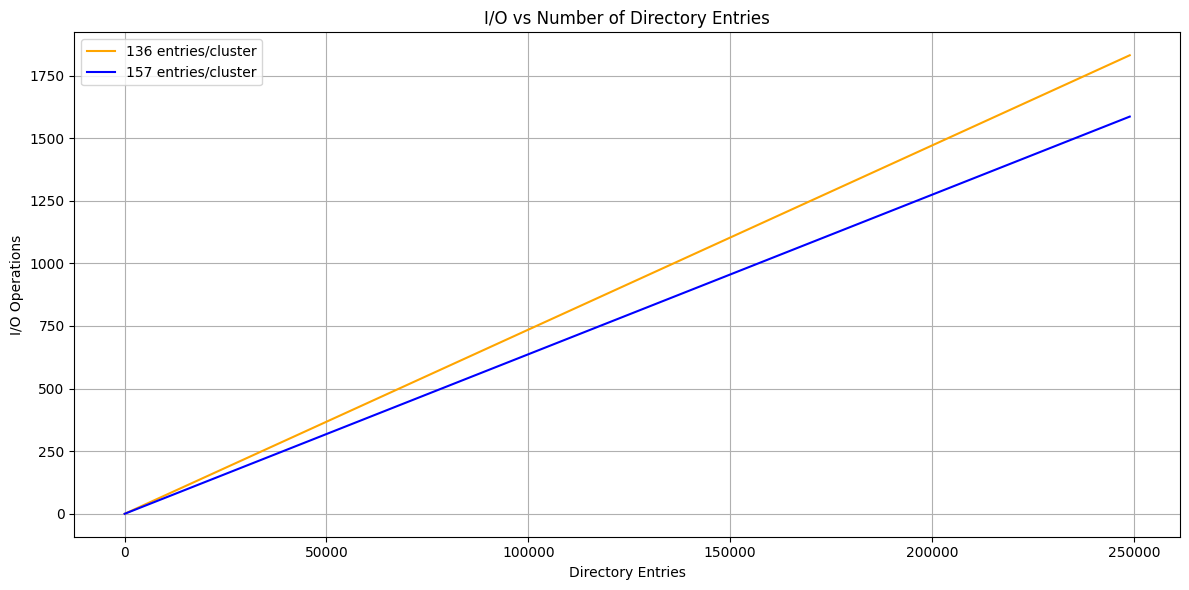 I/O vs Number of Directory Entries
136 entries/cluster
157 entries/cluster
I/O Operations
1750
1500
1250
1000
750
500
250
0
0 50000 100000 150000 200000 250000
Directory Entries